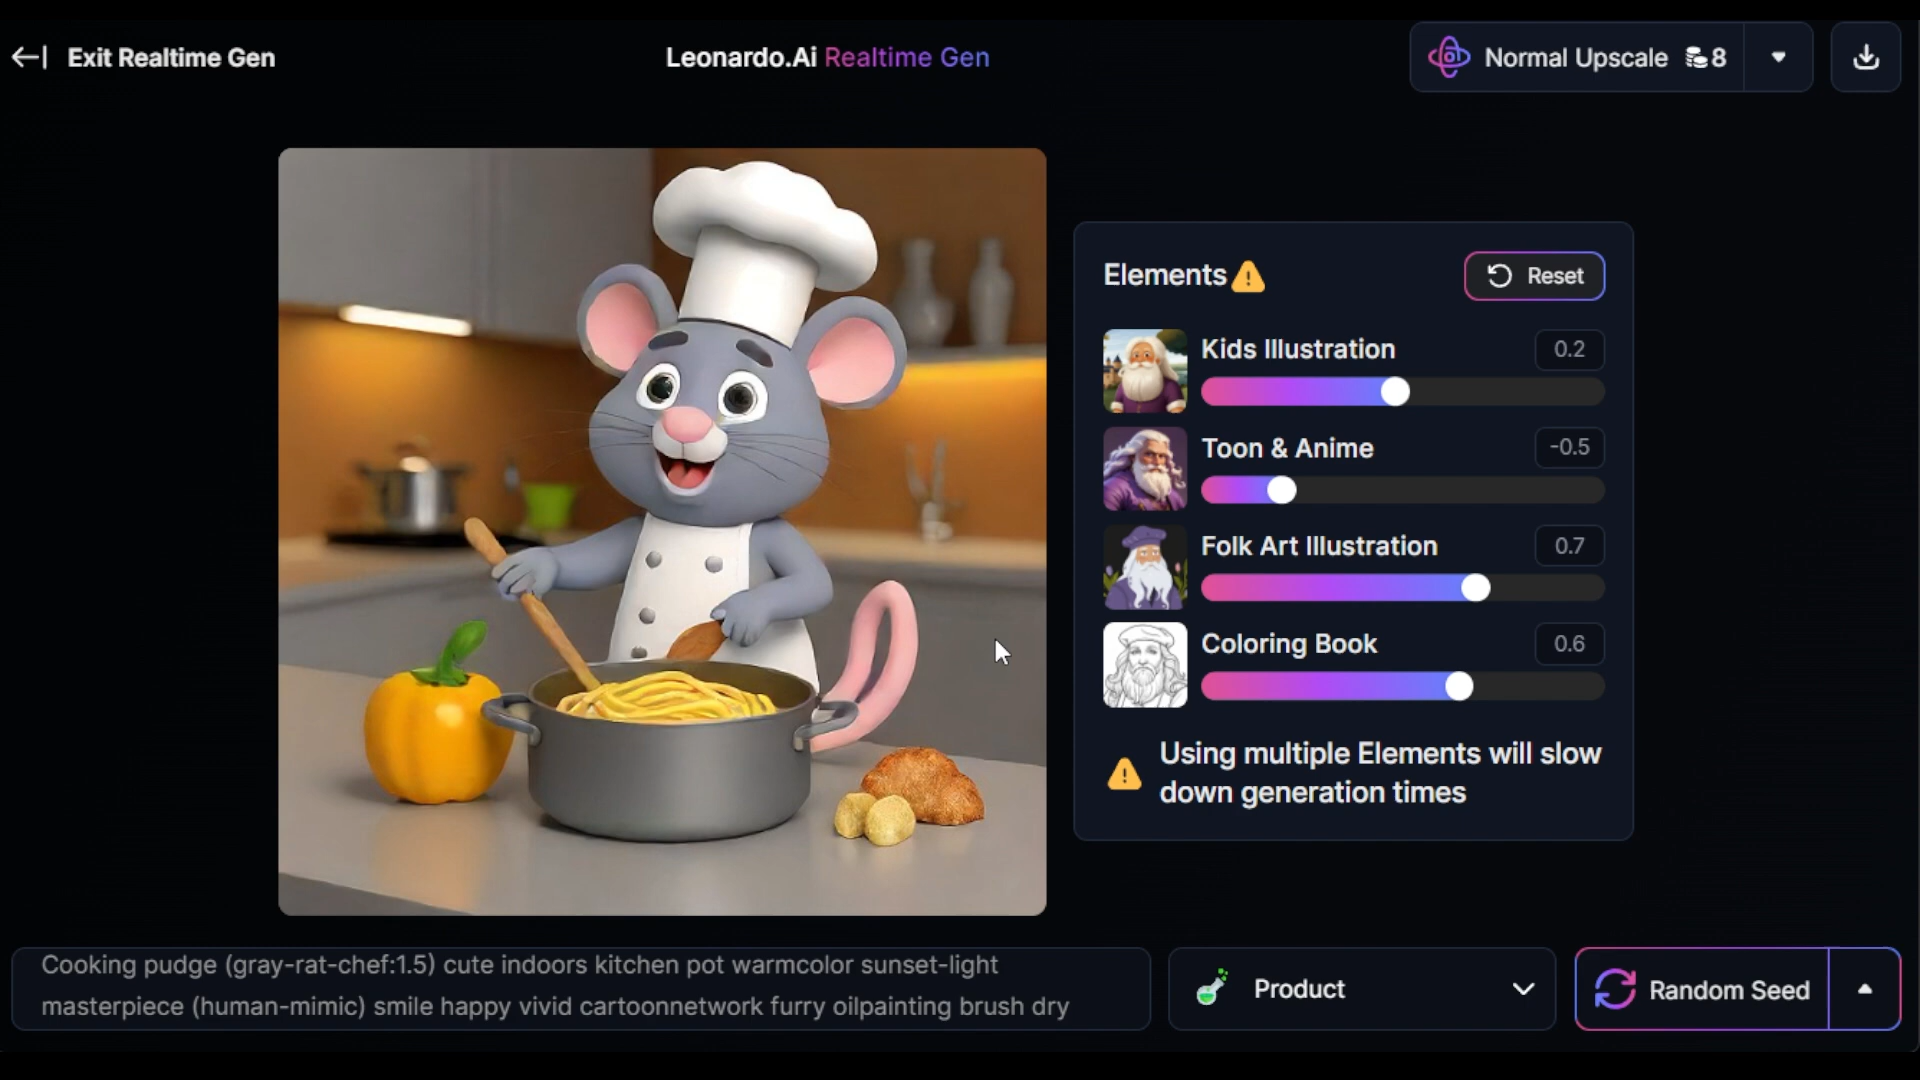 Exit Realtime Gen
Leonardo.Ai Realtime Gen
Normal Upscale 8
Elements
Reset
Kids Illustration 0.2
Toon & Anime -0.5
Folk Art Illustration 0.7
Coloring Book 0.6
Using multiple Elements will slow
down generation times
Cooking pudge (gray-rat-chef:1.5) cute indoors kitchen pot warmcolor sunset-light
masterpiece (human-mimic) smile happy vivid cartoonnetwork furry oilpainting brush dry
Product
Random Seed